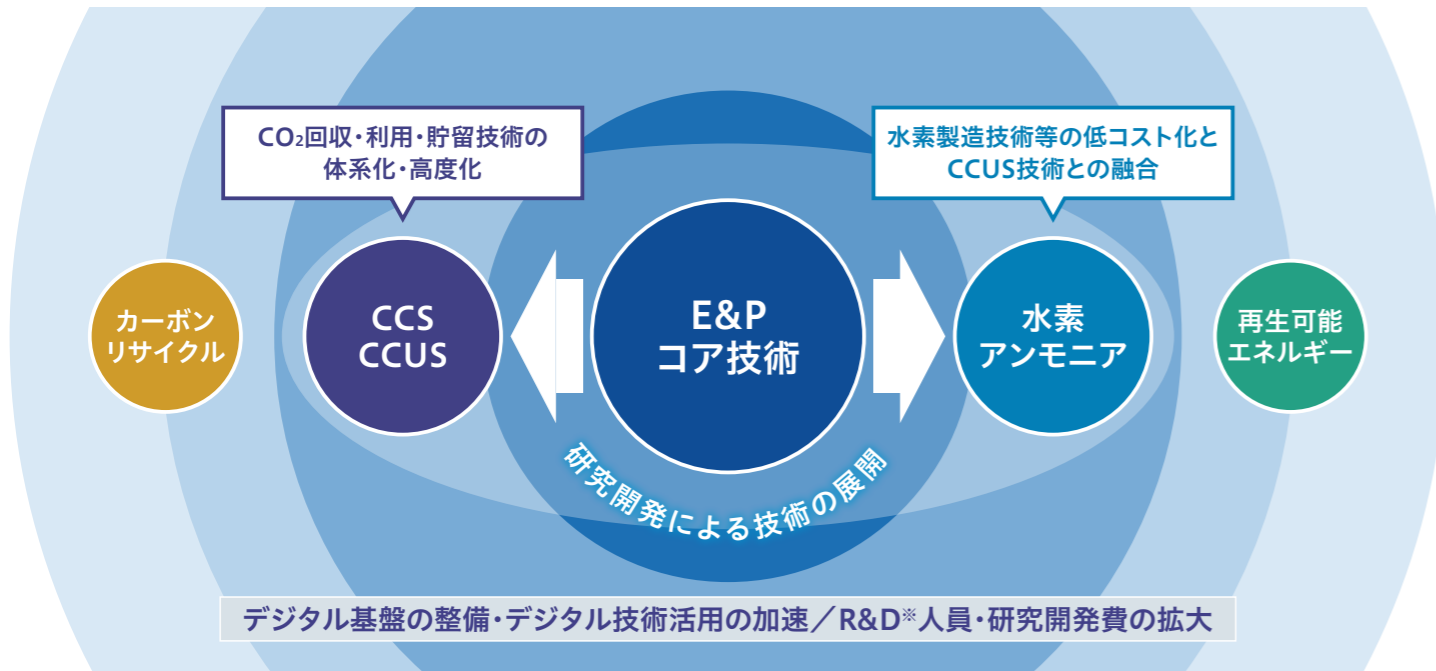 CO₂回収・利用・貯留技術の
体系化・高度化
水素製造技術等の低コスト化と
CCUS技術との融合
カーボン
リサイクル
CCS
CCUS
E&P
コア技術
水素
アンモニア
再生可能
エネルギー
研究開発による技術の展開
デジタル基盤の整備・デジタル技術活用の加速／R&D※人員・研究開発費の拡大